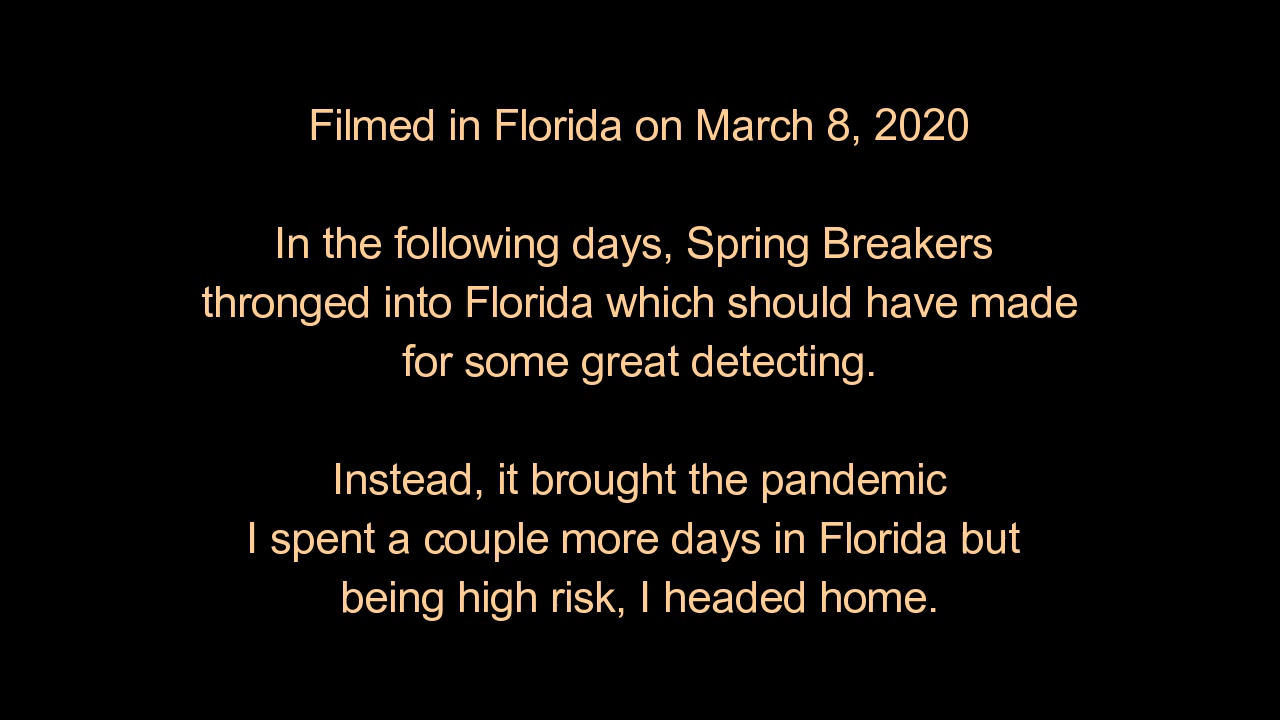 Filmed in Florida on March 8, 2020
In the following days, Spring Breakers
thronged into Florida which should have made
for some great detecting.
Instead, it brought the pandemic
I spent a couple more days in Florida but
being high risk, I headed home.